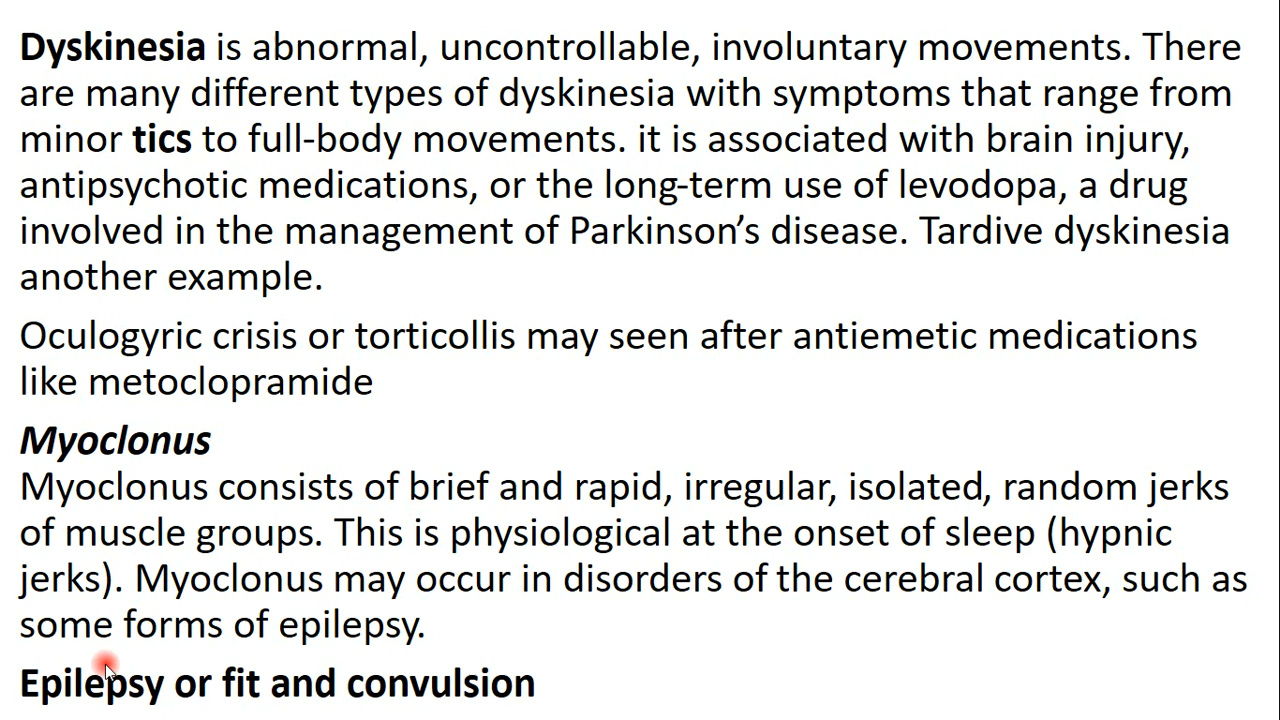 Dyskinesia is abnormal, uncontrollable, involuntary movements. There
are many different types of dyskinesia with symptoms that range from
minor tics to full-body movements. it is associated with brain injury,
antipsychotic medications, or the long-term use of levodopa, a drug
involved in the management of Parkinson’s disease. Tardive dyskinesia
another example.
Oculogyric crisis or torticollis may seen after antiemetic medications
like metoclopramide
Myoclonus
Myoclonus consists of brief and rapid, irregular, isolated, random jerks
of muscle groups. This is physiological at the onset of sleep (hypnic
jerks). Myoclonus may occur in disorders of the cerebral cortex, such as
some forms of epilepsy.
Epilepsy or fit and convulsion